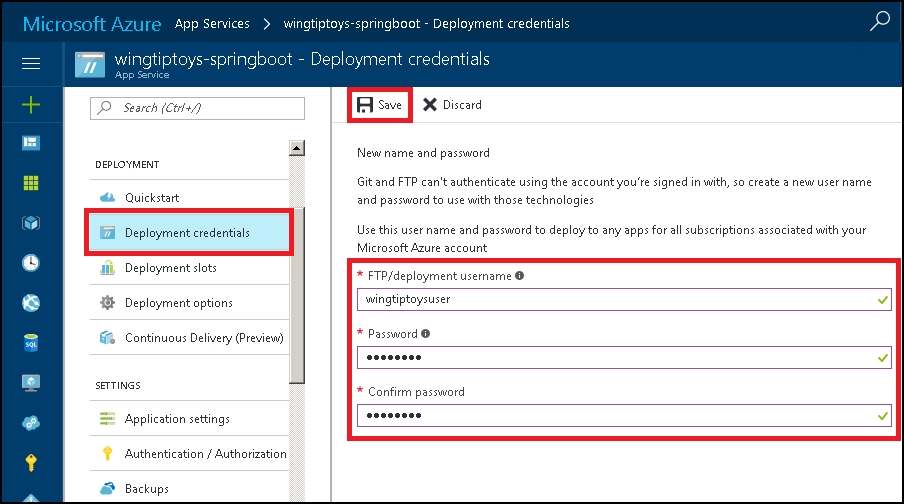 Microsoft Azure App Services > wingtiptoys-springboot - Deployment credentials
wingtiptoys-springboot - Deployment credentials
App Service
Search (Ctrl+/)
DEPLOYMENT
Quickstart
Deployment credentials
Deployment slots
Deployment options
Continuous Delivery (Preview)
SETTINGS
Application settings
Authentication / Authorization
Backups
Save Discard
New name and password
Git and FTP can't authenticate using the account you're signed in with, so create a new user name
and password to use with those technologies
Use this user name and password to deploy to any apps for all subscriptions associated with your
Microsoft Azure account
* FTP/deployment username
wingtiptoysuser
* Password
••••••••
* Confirm password
••••••••
SQL